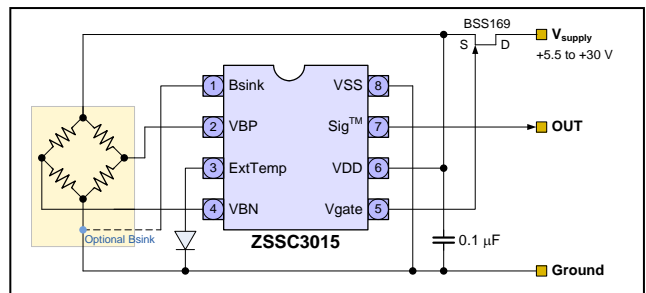 BSS169
S D
Vsupply
+5.5 to +30 V
1 Bsink VSS 8
2 VBP Sig™ 7 OUT
3 ExtTemp VDD 6
4 VBN Vgate 5
Optional Bsink
ZSSC3015
0.1 μF
Ground